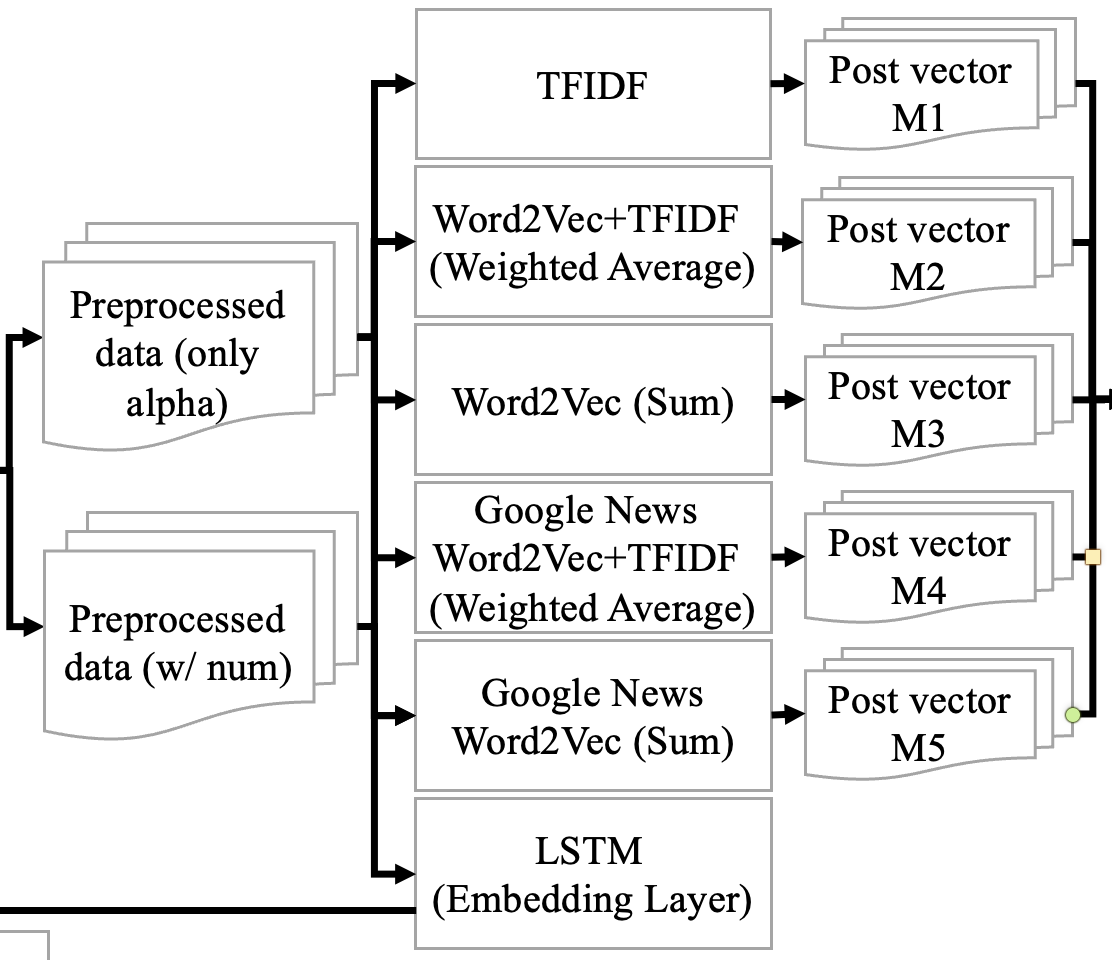 TFIDF
Post vector
M1
Word2Vec+TFIDF
(Weighted Average)
Post vector
M2
Preprocessed
data (only
alpha)
Word2Vec (Sum)
Post vector
M3
Google News
Word2Vec+TFIDF
(Weighted Average)
Post vector
M4
Preprocessed
data (w/ num)
Google News
Word2Vec (Sum)
Post vector
M5
LSTM
(Embedding Layer)